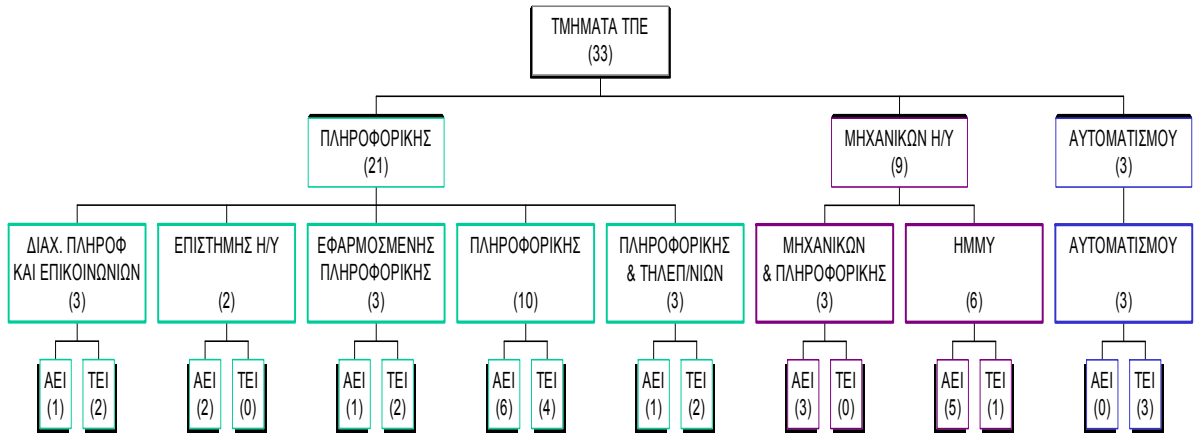 ΤΜΗΜΑΤΑ ΤΠΕ
(33)
ΠΛΗΡΟΦΟΡΙΚΗΣ
(21)
ΜΗΧΑΝΙΚΩΝ Η/Υ
(9)
ΑΥΤΟΜΑΤΙΣΜΟΥ
(3)
ΔΙΑΧ. ΠΛΗΡΟΦ
ΚΑΙ ΕΠΙΚΟΙΝΩΝΙΩΝ
(3)
ΕΠΙΣΤΗΜΗΣ Η/Υ
(2)
ΕΦΑΡΜΟΣΜΕΝΗΣ
ΠΛΗΡΟΦΟΡΙΚΗΣ
(3)
ΠΛΗΡΟΦΟΡΙΚΗΣ
(10)
ΠΛΗΡΟΦΟΡΙΚΗΣ
& ΤΗΛΕΠ/ΝΙΩΝ
(3)
ΜΗΧΑΝΙΚΩΝ
& ΠΛΗΡΟΦΟΡΙΚΗΣ
(3)
ΗΜΜΥ
(6)
ΑΥΤΟΜΑΤΙΣΜΟΥ
(3)
ΑΕΙ
(1)
ΤΕΙ
(2)
ΑΕΙ
(2)
ΤΕΙ
(0)
ΑΕΙ
(1)
ΤΕΙ
(2)
ΑΕΙ
(6)
ΤΕΙ
(4)
ΑΕΙ
(1)
ΤΕΙ
(2)
ΑΕΙ
(3)
ΤΕΙ
(0)
ΑΕΙ
(5)
ΤΕΙ
(1)
ΑΕΙ
(0)
ΤΕΙ
(3)